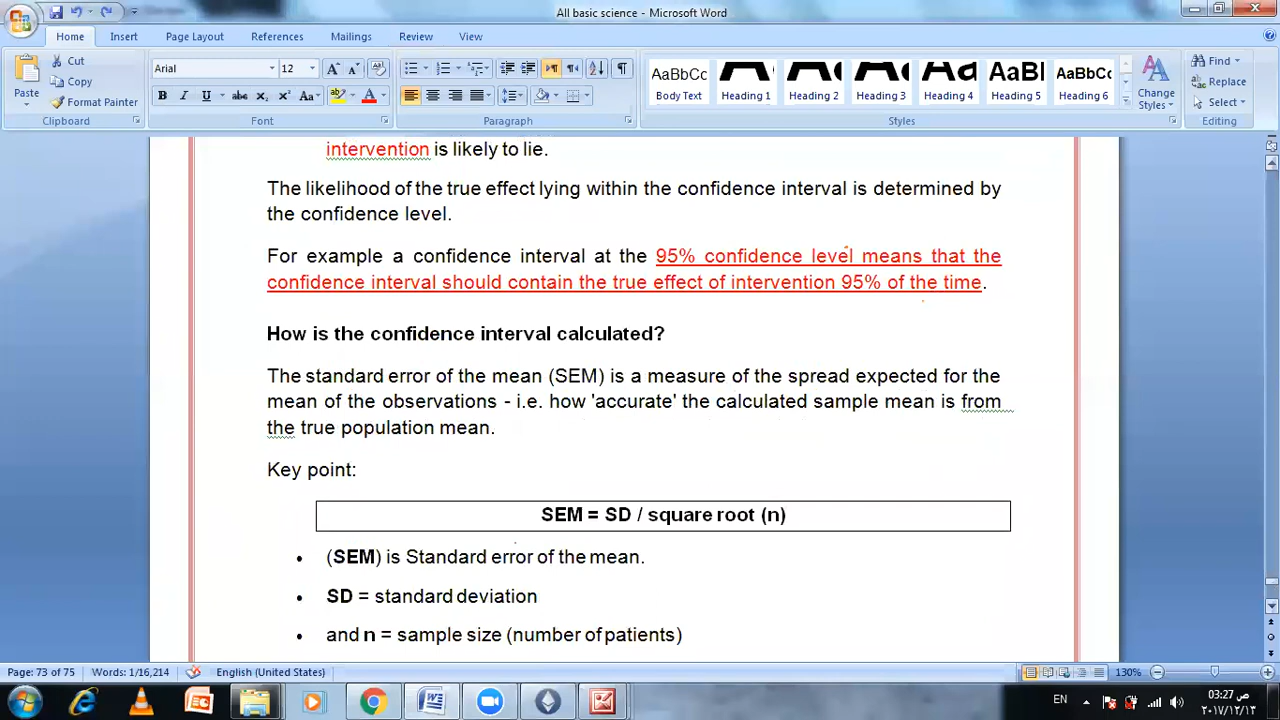 All basic science - Microsoft Word
Home Insert Page Layout References Mailings Review View
Paste
Cut
Copy
Format Painter
Clipboard
Arial 12
Font
Paragraph
AaBbCc AaBbC AaBbCc
Body Text Heading 1 Heading 2 Heading 3 Heading 4 Heading 5 Heading 6
Change Styles
Styles
Find
Replace
Select
Editing
intervention is likely to lie.
The likelihood of the true effect lying within the confidence interval is determined by
the confidence level.
For example a confidence interval at the 95% confidence level means that the
confidence interval should contain the true effect of intervention 95% of the time.
How is the confidence interval calculated?
The standard error of the mean (SEM) is a measure of the spread expected for the
mean of the observations - i.e. how 'accurate' the calculated sample mean is from
the true population mean.
Key point:
SEM = SD / square root (n)
• (SEM) is Standard error of the mean.
• SD = standard deviation
• and n = sample size (number of patients)
Page: 73 of 75 Words: 1/16,214 English (United States) 130%
EN
03:27 ص
٢٠١٧/١٢/١٣